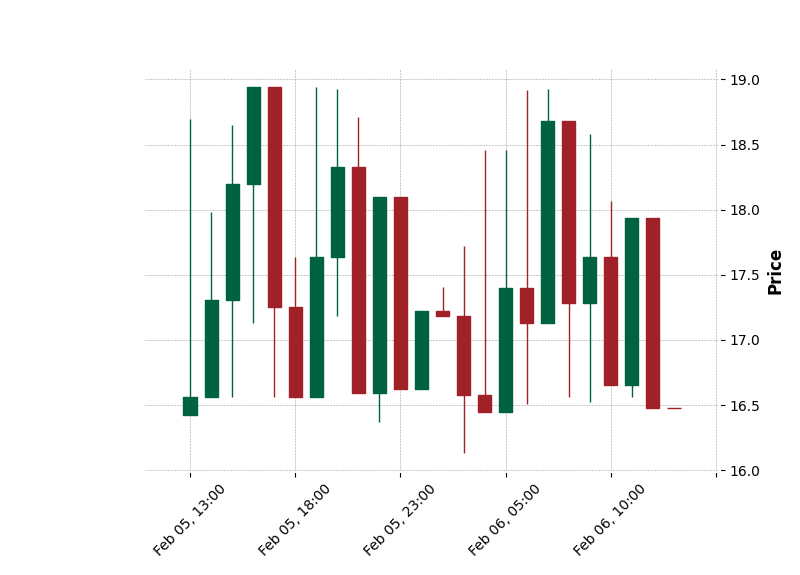 19.0
18.5
18.0
17.5
17.0
16.5
16.0
Price
Feb 05, 13:00
Feb 05, 18:00
Feb 05, 23:00
Feb 06, 05:00
Feb 06, 10:00